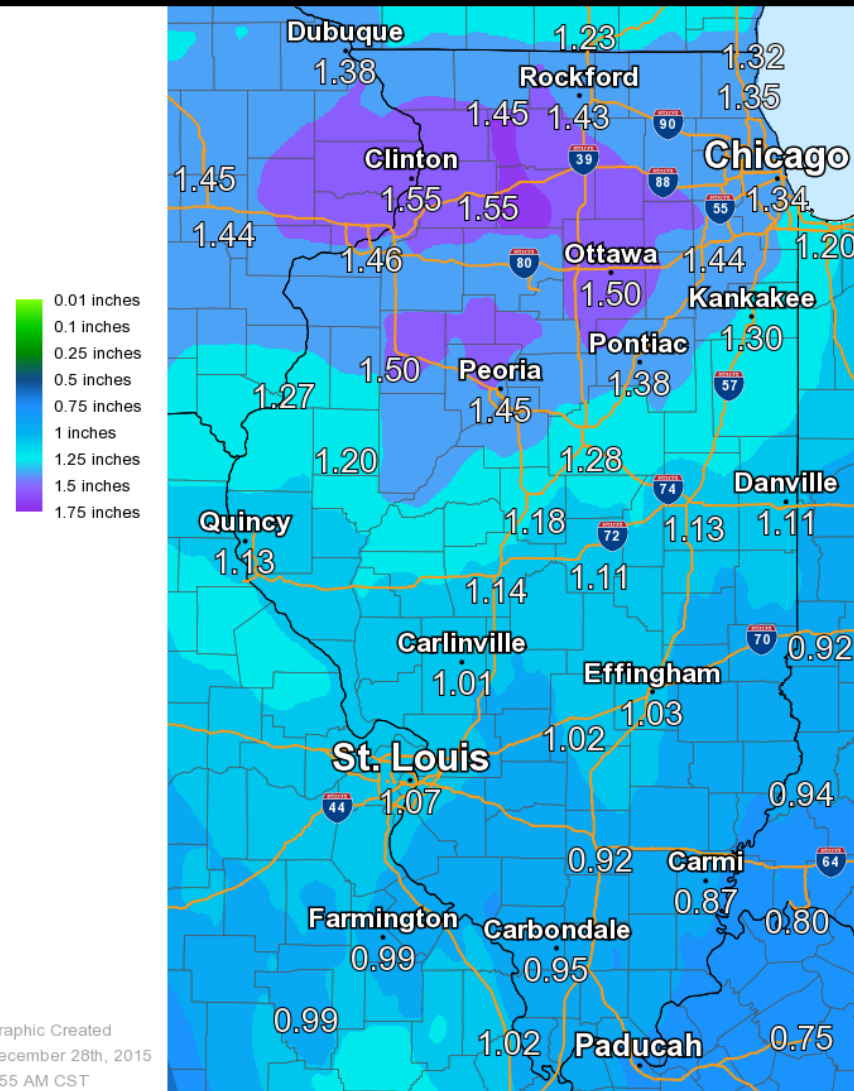 Dubuque
1.38
1.23
1.32
Rockford
1.45
1.43
1.35
90
Clinton
39
Chicago
1.45
1.55
1.55
88
55
1.34
1.44
1.46
80
Ottawa
1.44
1.20
1.50
Kankakee
1.30
0.01 inches
0.1 inches
0.25 inches
0.5 inches
0.75 inches
1 inches
1.25 inches
1.5 inches
1.75 inches
1.50
Peoria
1.45
Pontiac
1.38
57
1.27
1.20
1.28
74
Danville
1.11
Quincy
1.13
1.18
72
1.13
1.14
1.11
Carlinville
1.01
70
0.92
Effingham
1.03
1.02
St. Louis
1.07
44
0.94
0.92
Carmi
0.87
64
0.80
Farmington
0.99
Carbondale
0.95
0.99
1.02
Paducah
0.75
raphic Created
ecember 28th, 2015
55 AM CST